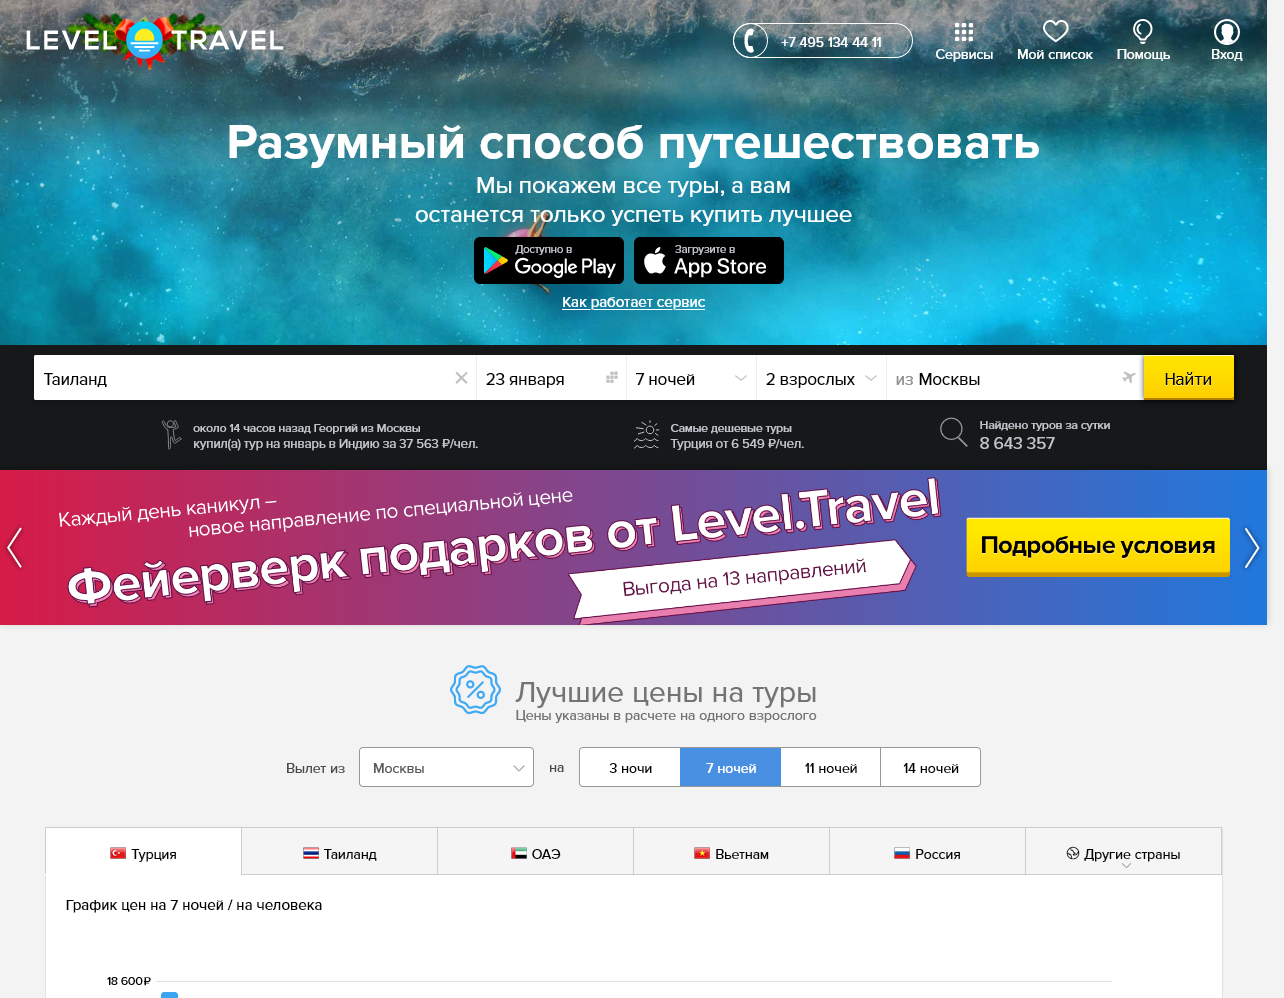 LEVEL TRAVEL
+7 495 134 44 11
Сервисы
Мой список
Помощь
Вход
Разумный способ путешествовать
Мы покажем все туры, а вам
останется только успеть купить лучшее
Доступно в
Google Play
Загрузите в
App Store
Как работает сервис
Таиланд
23 января
7 ночей
2 взрослых
из Москвы
Найти
около 14 часов назад Георгий из Москвы
купил(а) тур на январь в Индию за 37 563 ₽/чел.
Самые дешевые туры
Турция от 6 549 ₽/чел.
Найдено туров за сутки
8 643 357
Каждый день каникул –
новое направление по специальной цене
Фейерверк подарков от Level.Travel
Выгода на 13 направлений
Подробные условия
Лучшие цены на туры
Цены указаны в расчете на одного взрослого
Вылет из
Москвы
на
3 ночи
7 ночей
11 ночей
14 ночей
Турция
Таиланд
ОАЭ
Вьетнам
Россия
Другие страны
График цен на 7 ночей / на человека
18 600₽